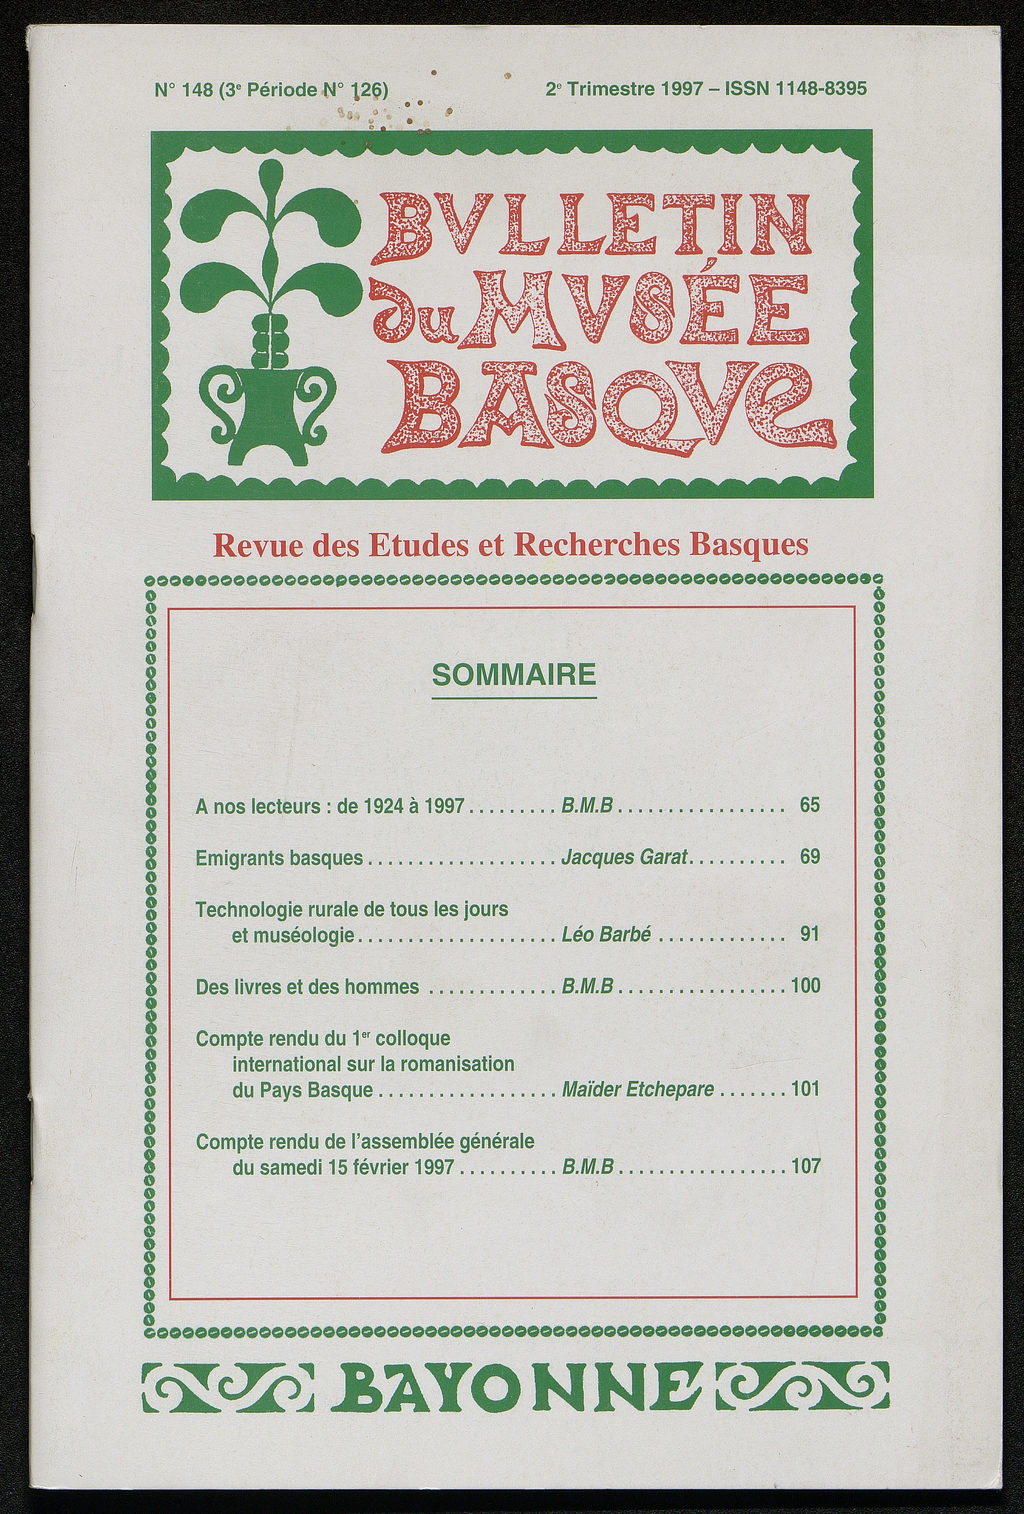 N° 148 (3e Période N° 126)
2e Trimestre 1997 – ISSN 1148-8395
BVLLETIN
du MVSÉE
BASQVE
Revue des Etudes et Recherches Basques
SOMMAIRE
A nos lecteurs : de 1924 à 1997 ......... B.M.B ................. 65
Emigrants basques ................... Jacques Garat .......... 69
Technologie rurale de tous les jours
et muséologie .................... Léo Barbé ............. 91
Des livres et des hommes ............. B.M.B ................. 100
Compte rendu du 1er colloque
international sur la romanisation
du Pays Basque .................. Maïder Etchepare ....... 101
Compte rendu de l'assemblée générale
du samedi 15 février 1997 .......... B.M.B ................. 107
BAYONNE